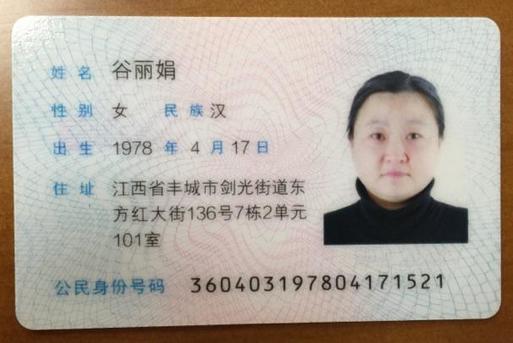 姓名 谷丽娟
性别 女 民族 汉
出生 1978 年 4 月 17 日
住址 江西省丰城市剑光街道东
方红大街136号7栋2单元
101室
公民身份号码 360403197804171521